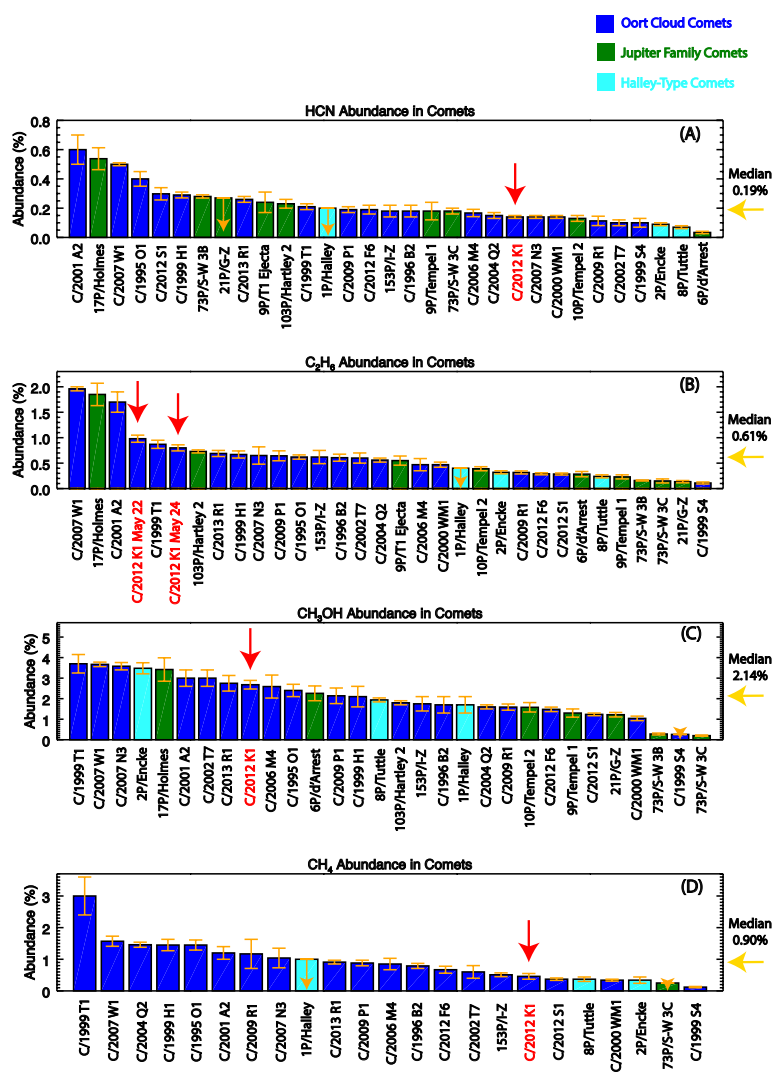 Oort Cloud Comets
Jupiter Family Comets
Halley-Type Comets
HCN Abundance in Comets
(A)
Abundance (%)
0.8
0.6
0.4
0.2
0.0
Median
0.19%
C/2001 A2
17P/Holmes
C/2007 W1
C/1995 O1
C/2012 S1
C/1999 H1
73P/S-W 3B
21P/G-Z
C/2013 R1
9P/T1 Ejecta
103P/Hartley 2
C/1999 T1
1P/Halley
C/2009 P1
C/2012 F6
153P/I-Z
C/1996 B2
9P/Tempel 1
73P/S-W 3C
C/2006 M4
C/2004 Q2
C/2012 K1
C/2007 N3
C/2000 WM1
10P/Tempel 2
C/2009 R1
C/2002 T7
C/1999 S4
2P/Encke
8P/Tuttle
6P/d'Arrest
C₂H₆ Abundance in Comets
(B)
Abundance (%)
2.0
1.5
1.0
0.5
0.0
Median
0.61%
C/2007 W1
17P/Holmes
C/2001 A2
C/2012 K1 May 22
C/1999 T1
C/2012 K1 May 24
103P/Hartley 2
C/2013 R1
C/1999 H1
C/2007 N3
C/2009 P1
C/1995 O1
153P/I-Z
C/1996 B2
C/2002 T7
C/2004 Q2
9P/T1 Ejecta
C/2006 M4
C/2000 WM1
1P/Halley
10P/Tempel 2
2P/Encke
C/2009 R1
C/2012 F6
C/2012 S1
6P/d'Arrest
8P/Tuttle
9P/Tempel 1
73P/S-W 3B
73P/S-W 3C
21P/G-Z
C/1999 S4
CH₃OH Abundance in Comets
(C)
Abundance (%)
5
4
3
2
1
0
Median
2.14%
C/1999 T1
C/2007 W1
C/2007 N3
2P/Encke
17P/Holmes
C/2001 A2
C/2002 T7
C/2013 R1
C/2012 K1
C/2006 M4
C/1995 O1
6P/d'Arrest
C/2009 P1
C/1999 H1
8P/Tuttle
103P/Hartley 2
153P/I-Z
C/1996 B2
1P/Halley
C/2004 Q2
C/2009 R1
10P/Tempel 2
C/2012 F6
9P/Tempel 1
C/2012 S1
21P/G-Z
C/2000 WM1
73P/S-W 3B
C/1999 S4
73P/S-W 3C
CH₄ Abundance in Comets
(D)
Abundance (%)
3
2
1
0
Median
0.90%
C/1999 T1
C/2007 W1
C/2004 Q2
C/1999 H1
C/1995 O1
C/2001 A2
C/2009 R1
C/2007 N3
1P/Halley
C/2013 R1
C/2009 P1
C/2006 M4
C/1996 B2
C/2012 F6
C/2002 T7
153P/I-Z
C/2012 K1
C/2012 S1
8P/Tuttle
C/2000 WM1
2P/Encke
73P/S-W 3C
C/1999 S4